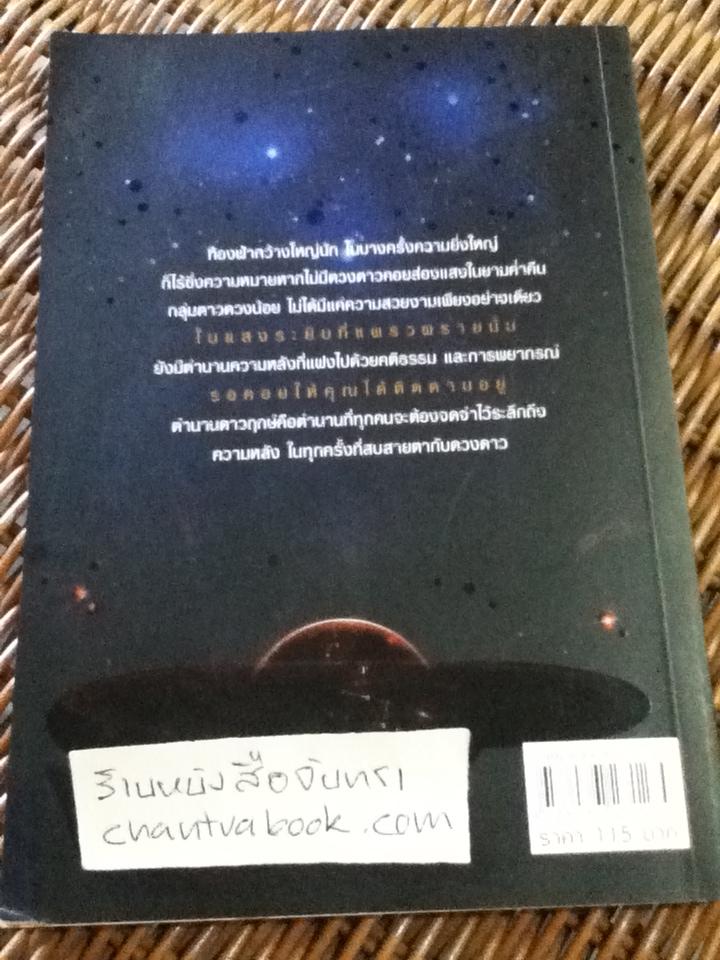 ท้องฟ้ากว้างใหญ่นัก ในบางครั้งความยิ่งใหญ่
ก็ไร้ซึ่งความหมายหากไม่มีดวงดาวคอยส่องแสงในยามค่ำคืน
กลุ่มดาวดวงน้อย ไม่ได้มีแค่ความสวยงามเพียงอย่างเดียว
ในแสงระยิบที่แพรวพรายนั้น
ยังมีตำนานความหลังที่แฝงไปด้วยคติธรรม และการพยากรณ์
รอคอยให้คุณได้ติดตามอยู่
ตำนานดาวฤกษ์คือตำนานที่ทุกคนจะต้องจดจำไว้ระลึกถึง
ความหลัง ในทุกครั้งที่สบสายตากับดวงดาว
ร้านหนังสือจันทรา
chantrabook.com
ราคา 115 บาท